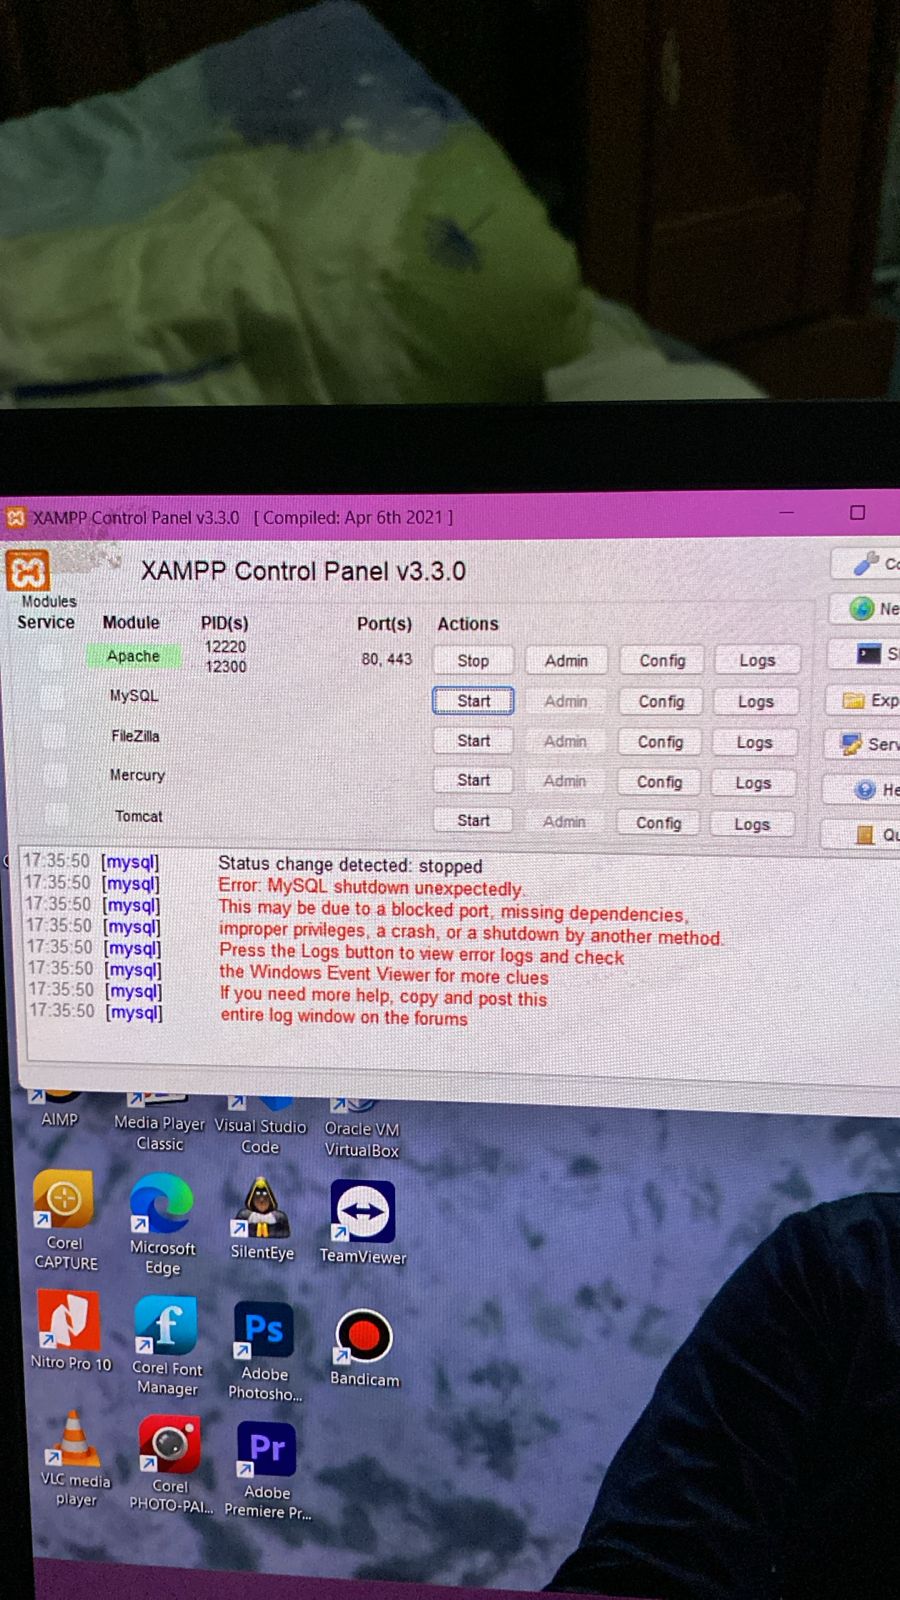 XAMPP Control Panel v3.3.0 [ Compiled: Apr 6th 2021 ]
XAMPP Control Panel v3.3.0
Modules
Service Module PID(s) Port(s) Actions
Apache 12220 12300 80, 443 Stop Admin Config Logs
MySQL Start Admin Config Logs
FileZilla Start Admin Config Logs
Mercury Start Admin Config Logs
Tomcat Start Admin Config Logs
17:35:50 [mysql] Status change detected: stopped
17:35:50 [mysql] Error: MySQL shutdown unexpectedly.
17:35:50 [mysql] This may be due to a blocked port, missing dependencies,
17:35:50 [mysql] improper privileges, a crash, or a shutdown by another method.
17:35:50 [mysql] Press the Logs button to view error logs and check
17:35:50 [mysql] the Windows Event Viewer for more clues
17:35:50 [mysql] If you need more help, copy and post this
17:35:50 [mysql] entire log window on the forums
AIMP
Media Player
Classic
Visual Studio
Code
Oracle VM
VirtualBox
Corel
CAPTURE
Microsoft
Edge
SilentEye
TeamViewer
Nitro Pro 10
f
Corel Font
Manager
Ps
Adobe
Photosho...
Bandicam
VLC media
player
Corel
PHOTO-PAI...
Pr
Adobe
Premiere Pr...